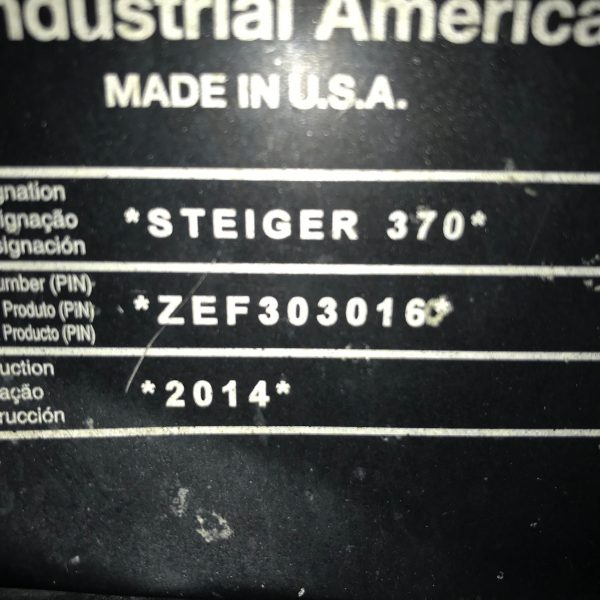 ndustrial America
MADE IN U.S.A.
gnation
ignação
signación
*STEIGER 370*
umber (PIN)
Produto (PIN)
Producto (PIN)
*ZEF303016*
uction
ação
trucción
*2014*